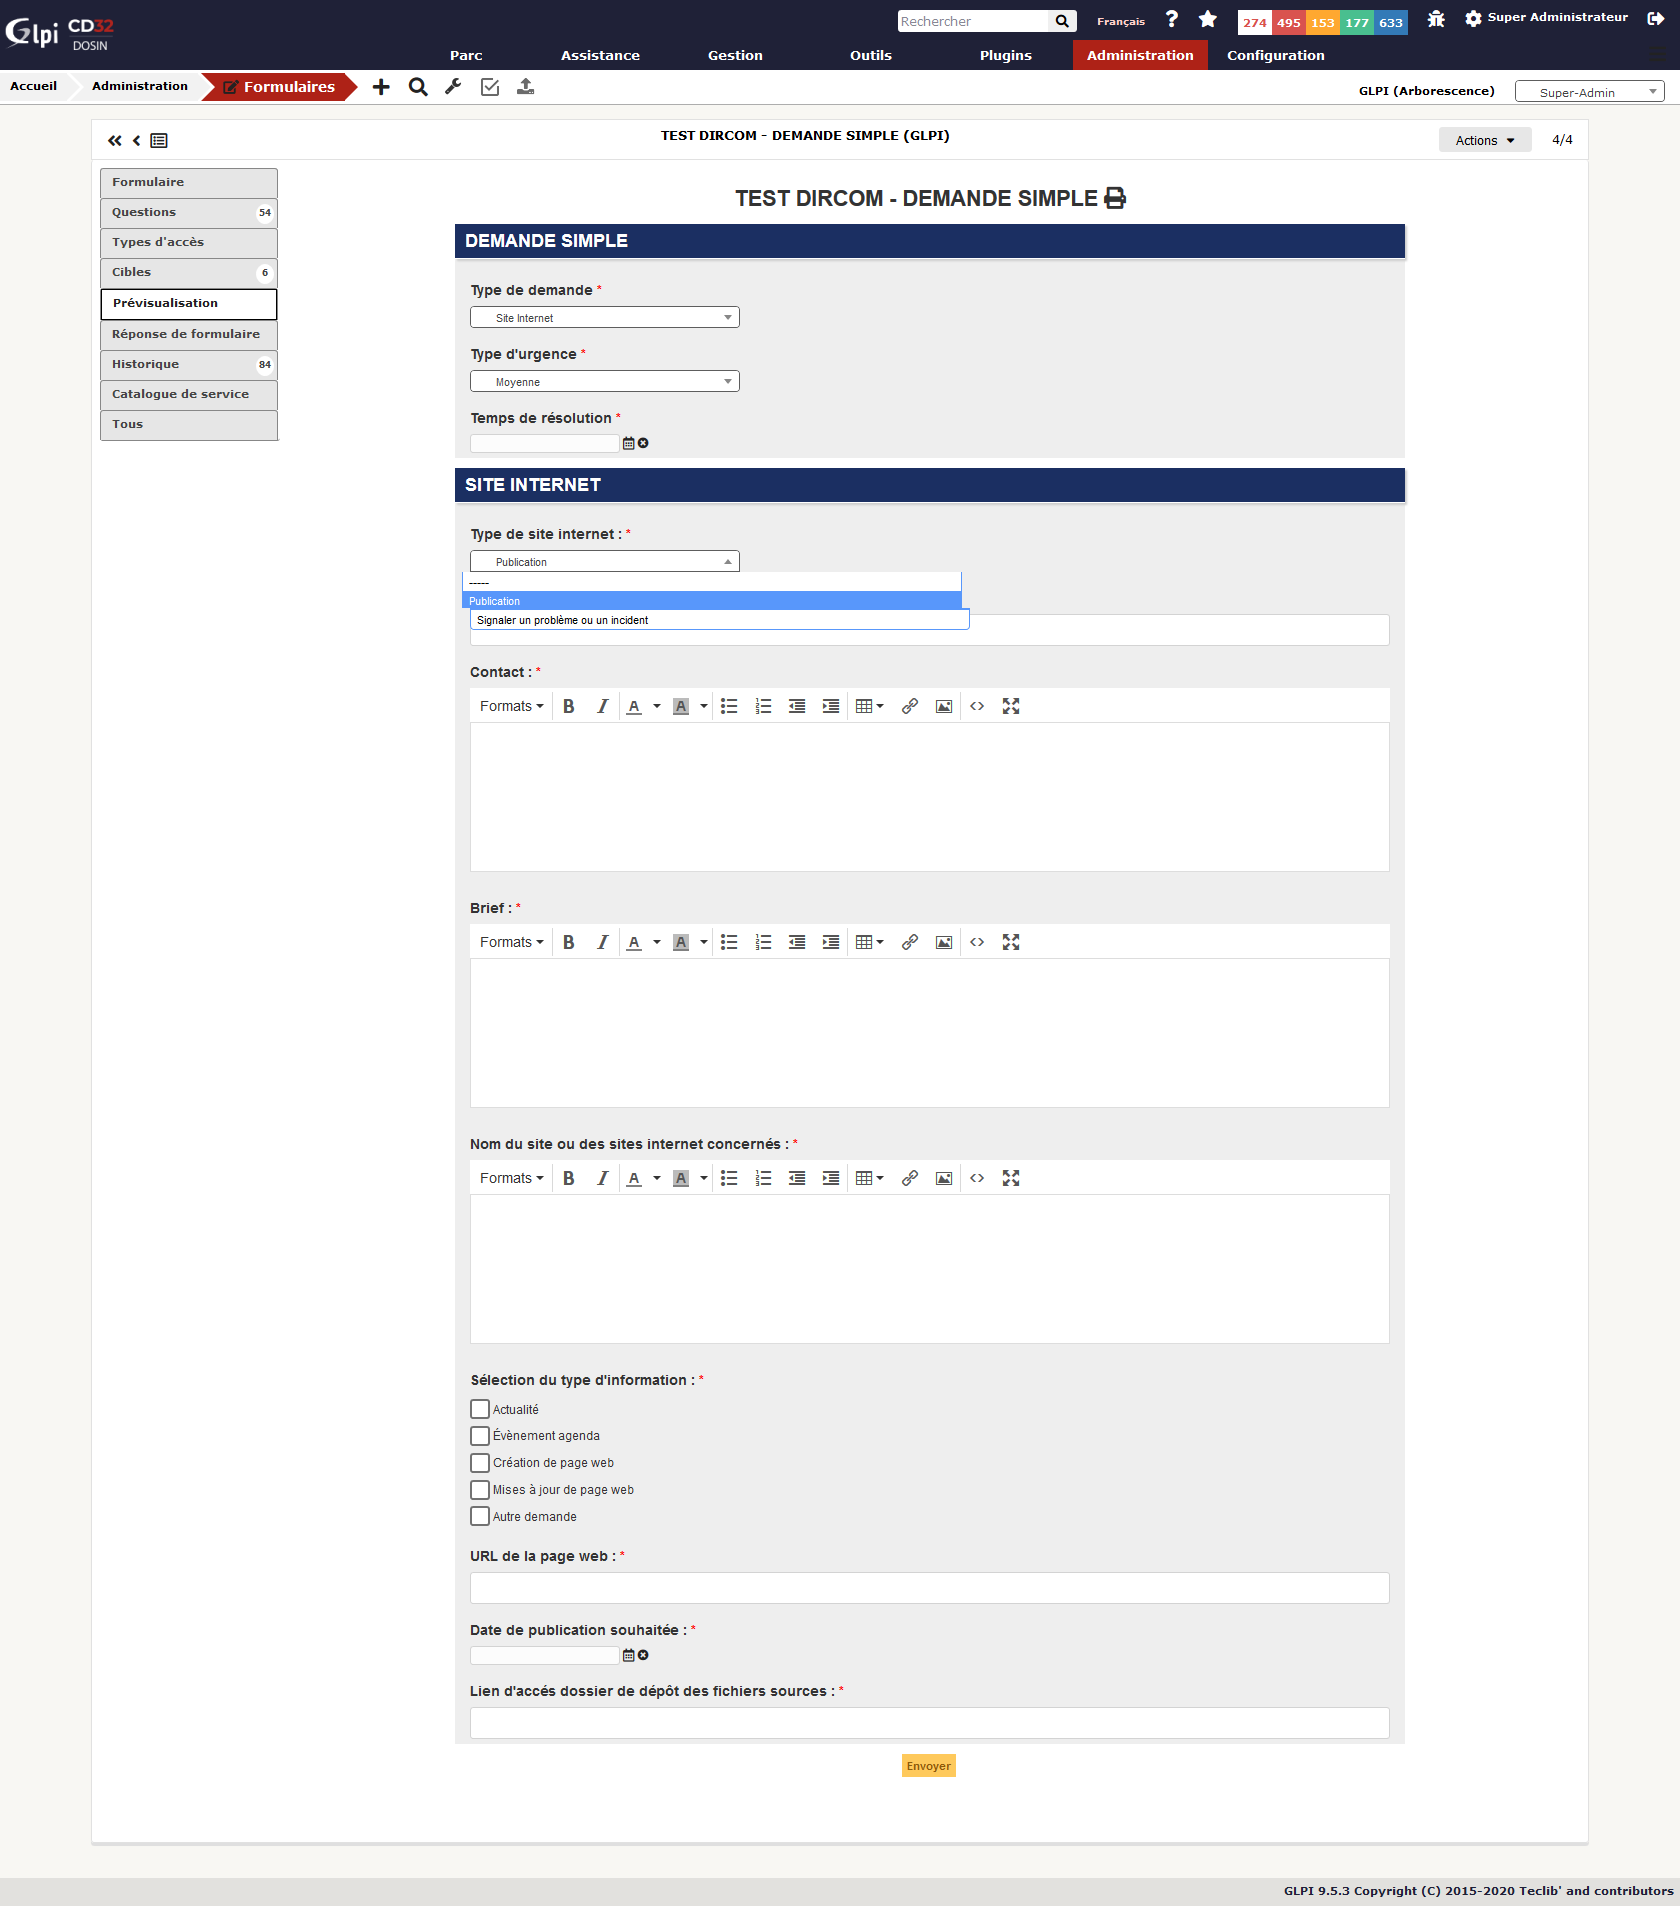 Glpi CD32
DOSIN
Rechercher
Français
274 495 153 177 633
Super Administrateur
Parc Assistance Gestion Outils Plugins Administration Configuration
Accueil Administration Formulaires
GLPI (Arborescence)
Super-Admin
TEST DIRCOM - DEMANDE SIMPLE (GLPI)
Actions
4/4
Formulaire
Questions 54
Types d'accès
Cibles 6
Prévisualisation
Réponse de formulaire
Historique 84
Catalogue de service
Tous
TEST DIRCOM - DEMANDE SIMPLE
DEMANDE SIMPLE
Type de demande *
Site Internet
Type d'urgence *
Moyenne
Temps de résolution *
SITE INTERNET
Type de site internet : *
Publication
-----
Publication
Signaler un problème ou un incident
Contact : *
Formats B I A A
Brief : *
Formats B I A A
Nom du site ou des sites internet concernés : *
Formats B I A A
Sélection du type d'information : *
Actualité
Évènement agenda
Création de page web
Mises à jour de page web
Autre demande
URL de la page web : *
Date de publication souhaitée : *
Lien d'accés dossier de dépôt des fichiers sources : *
Envoyer
GLPI 9.5.3 Copyright (C) 2015-2020 Teclib' and contributors